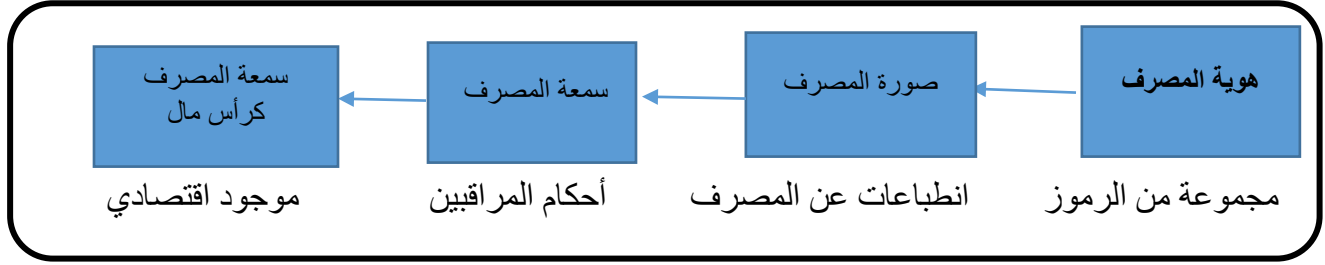 هوية المصرف
صورة المصرف
سمعة المصرف
سمعة المصرف
كرأس مال
مجموعة من الرموز
انطباعات عن المصرف
أحكام المراقبين
موجود اقتصادي